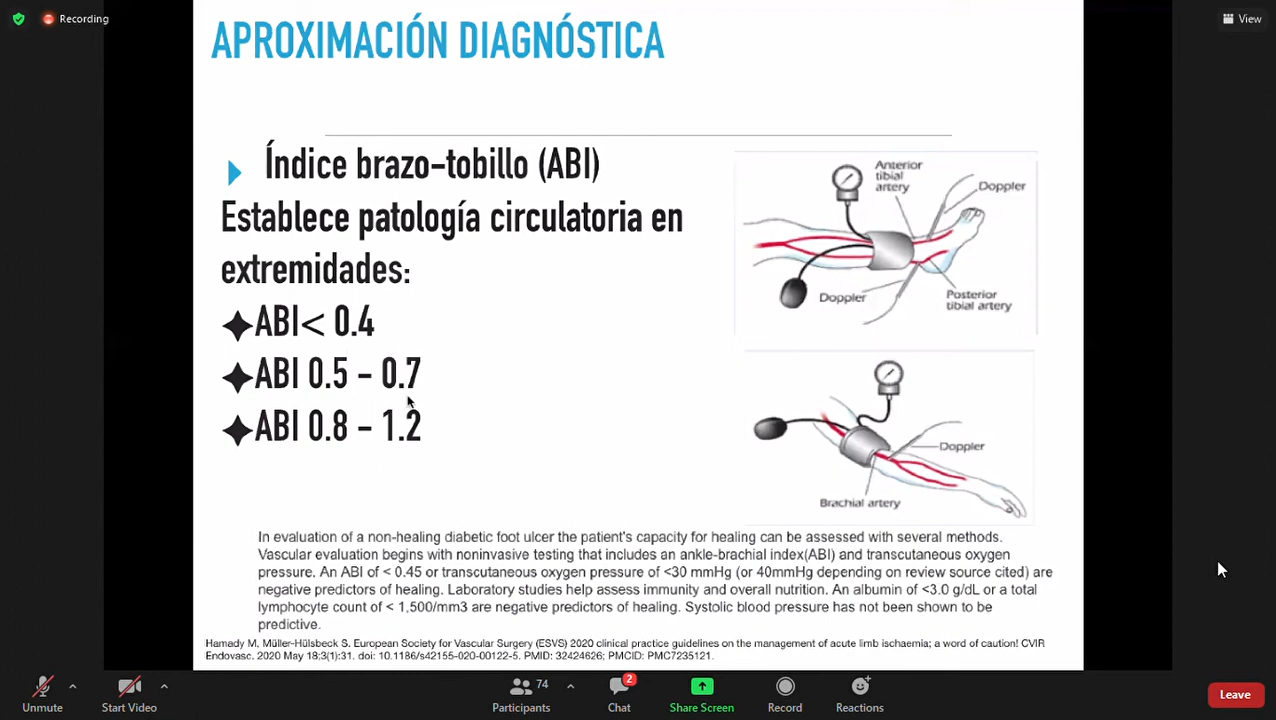 Recording
View
APROXIMACIÓN DIAGNÓSTICA
Índice brazo-tobillo (ABI)
Establece patología circulatoria en
extremidades:
ABI< 0.4
ABI 0.5 - 0.7
ABI 0.8 - 1.2
Anterior
tibial
artery
Doppler
Doppler
Posterior
tibial artery
Doppler
Brachial artery
In evaluation of a non-healing diabetic foot ulcer the patient's capacity for healing can be assessed with several methods.
Vascular evaluation begins with noninvasive testing that includes an ankle-brachial index(ABI) and transcutaneous oxygen
pressure. An ABI of < 0.45 or transcutaneous oxygen pressure of <30 mmHg (or 40mmHg depending on review source cited) are
negative predictors of healing. Laboratory studies help assess immunity and overall nutrition. An albumin of <3.0 g/dL or a total
lymphocyte count of < 1,500/mm3 are negative predictors of healing. Systolic blood pressure has not been shown to be
predictive.
Hamady M, Müller-Hülsbeck S. European Society for Vascular Surgery (ESVS) 2020 clinical practice guidelines on the management of acute limb ischaemia; a word of caution! CVIR
Endovasc. 2020 May 18;3(1):31. doi: 10.1186/s42155-020-00122-5. PMID: 32424626; PMCID: PMC7235121.
74
2
Unmute
Start Video
Participants
Chat
Share Screen
Record
Reactions
Leave